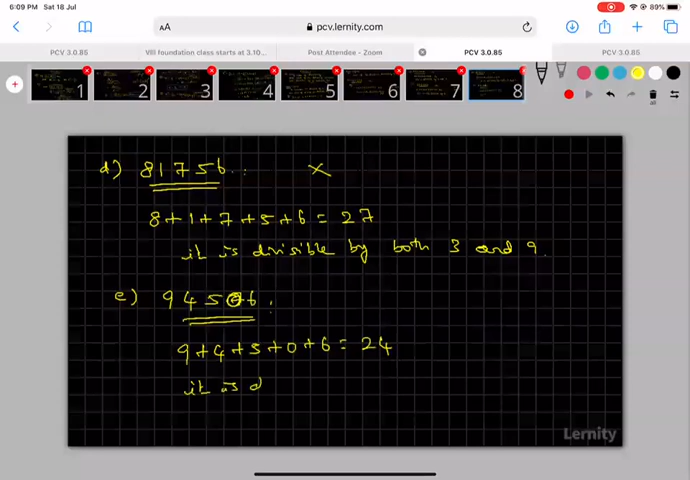 6:09 PM Sat 18 Jul
89%
AA
pcv.lernity.com
PCV 3.0.85
VIII foundation class starts at 3.10...
Post Attendee - Zoom
PCV 3.0.85
PCV 3.0.85
1 2 3 4 5 6 7 8
all
d) 81756 : ×
8+1+7+5+6 = 27
it is divisible by both 3 and 9.
e) 94506 :
9+4+5+0+6 = 24
it is d
Lernity